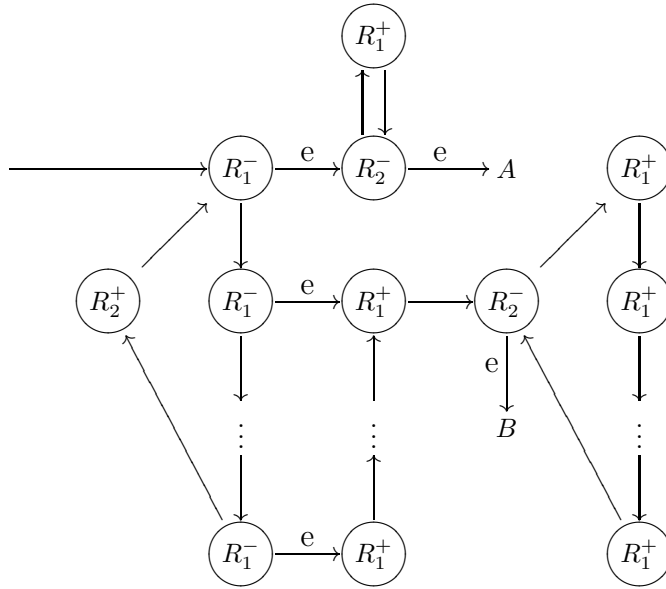 R₁⁺
R₁⁻ e R₂⁻ e A R₁⁺
R₂⁺ R₁⁻ e R₁⁺ R₂⁻ R₁⁺
e
⋮ ⋮ B ⋮
R₁⁻ e R₁⁺ R₁⁺